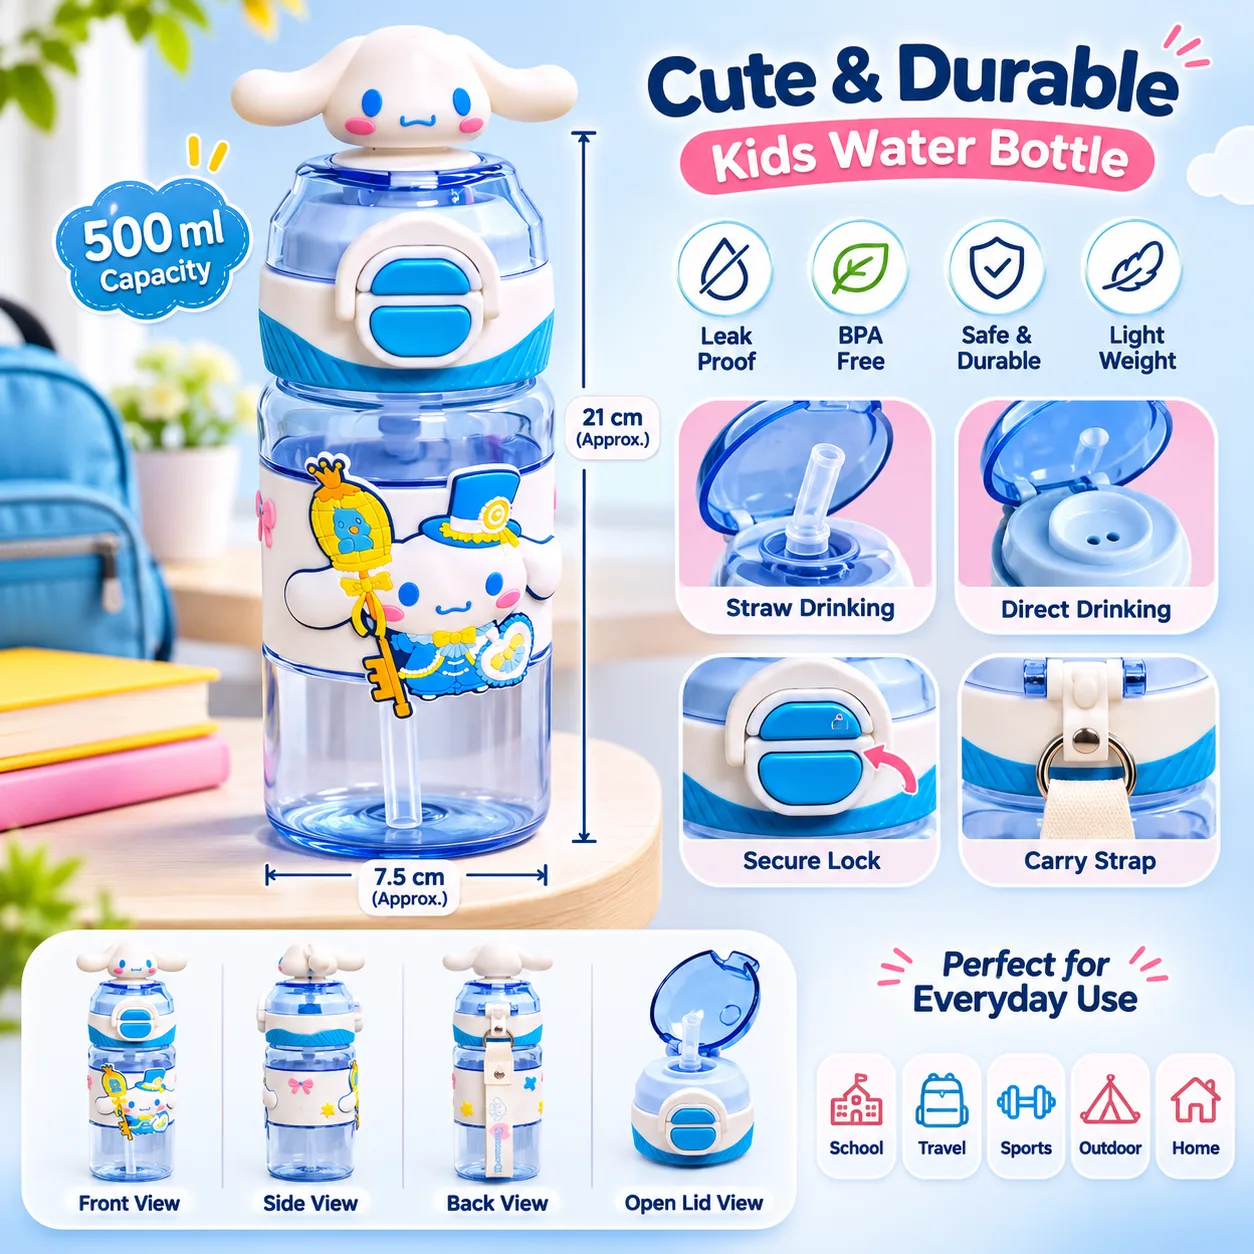 Cute & Durable
Kids Water Bottle
500 ml
Capacity
Leak
Proof
BPA
Free
Safe &
Durable
Light
Weight
21 cm
(Approx.)
7.5 cm
(Approx.)
Straw Drinking
Direct Drinking
Secure Lock
Carry Strap
Front View
Side View
Back View
Open Lid View
Perfect for
Everyday Use
School
Travel
Sports
Outdoor
Home